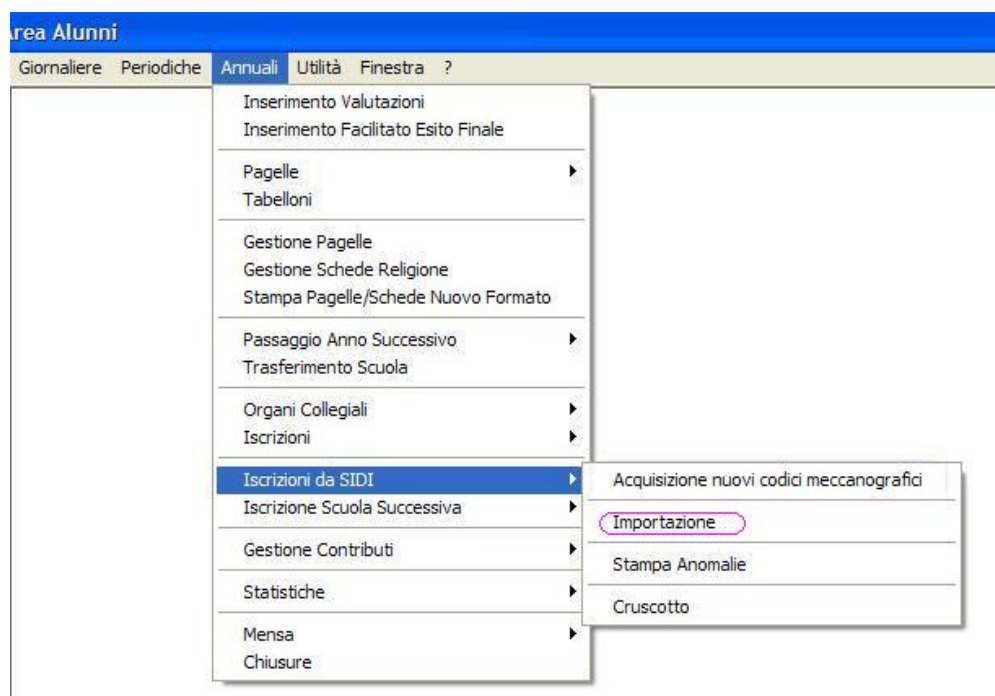 Area Alunni
Giornaliere Periodiche Annuali Utilità Finestra ?
Inserimento Valutazioni
Inserimento Facilitato Esito Finale
Pagelle
Tabelloni
Gestione Pagelle
Gestione Schede Religione
Stampa Pagelle/Schede Nuovo Formato
Passaggio Anno Successivo
Trasferimento Scuola
Organi Collegiali
Iscrizioni
Iscrizioni da SIDI
Iscrizione Scuola Successiva
Gestione Contributi
Statistiche
Mensa
Chiusure
Acquisizione nuovi codici meccanografici
Importazione
Stampa Anomalie
Cruscotto